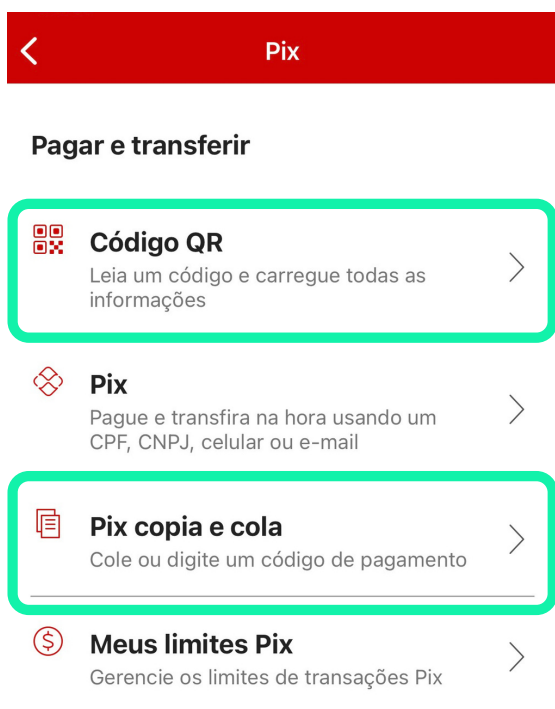 Pix
Pagar e transferir
Código QR
Leia um código e carregue todas as
informações
Pix
Pague e transfira na hora usando um
CPF, CNPJ, celular ou e-mail
Pix copia e cola
Cole ou digite um código de pagamento
Meus limites Pix
Gerencie os limites de transações Pix